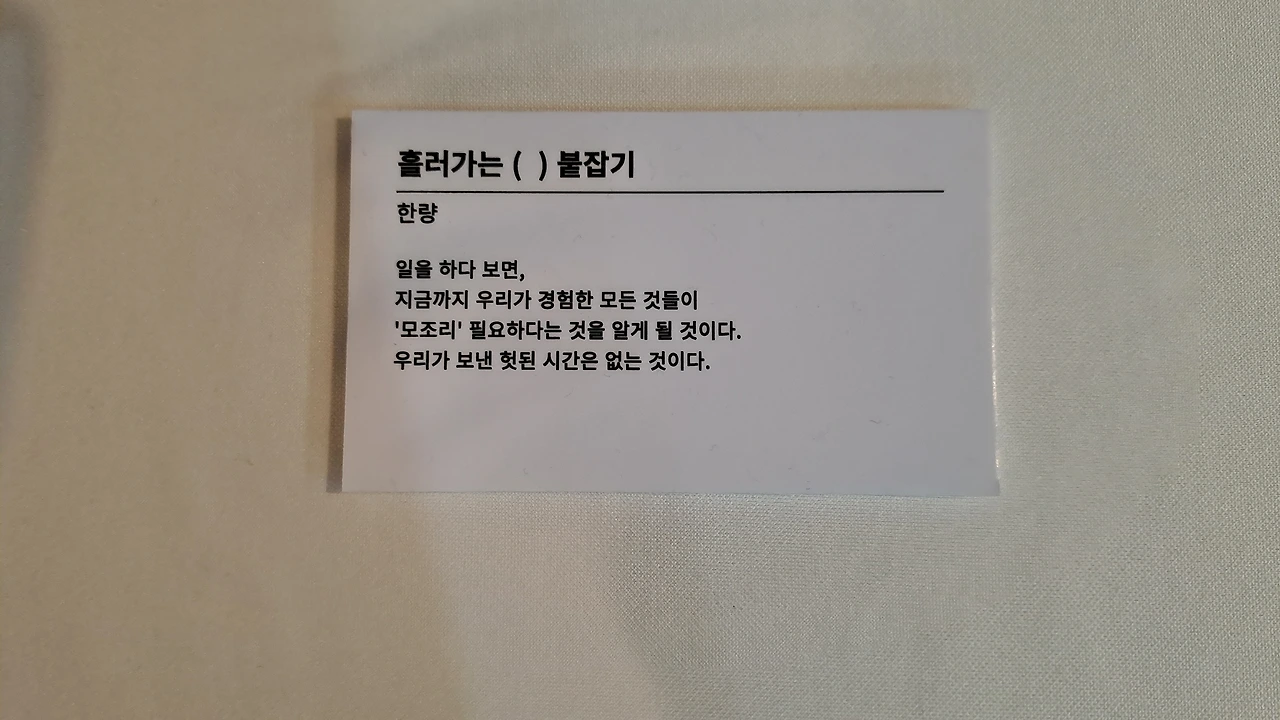 흘러가는 (  ) 붙잡기
한량
일을 하다 보면,
지금까지 우리가 경험한 모든 것들이
'모조리' 필요하다는 것을 알게 될 것이다.
우리가 보낸 헛된 시간은 없는 것이다.